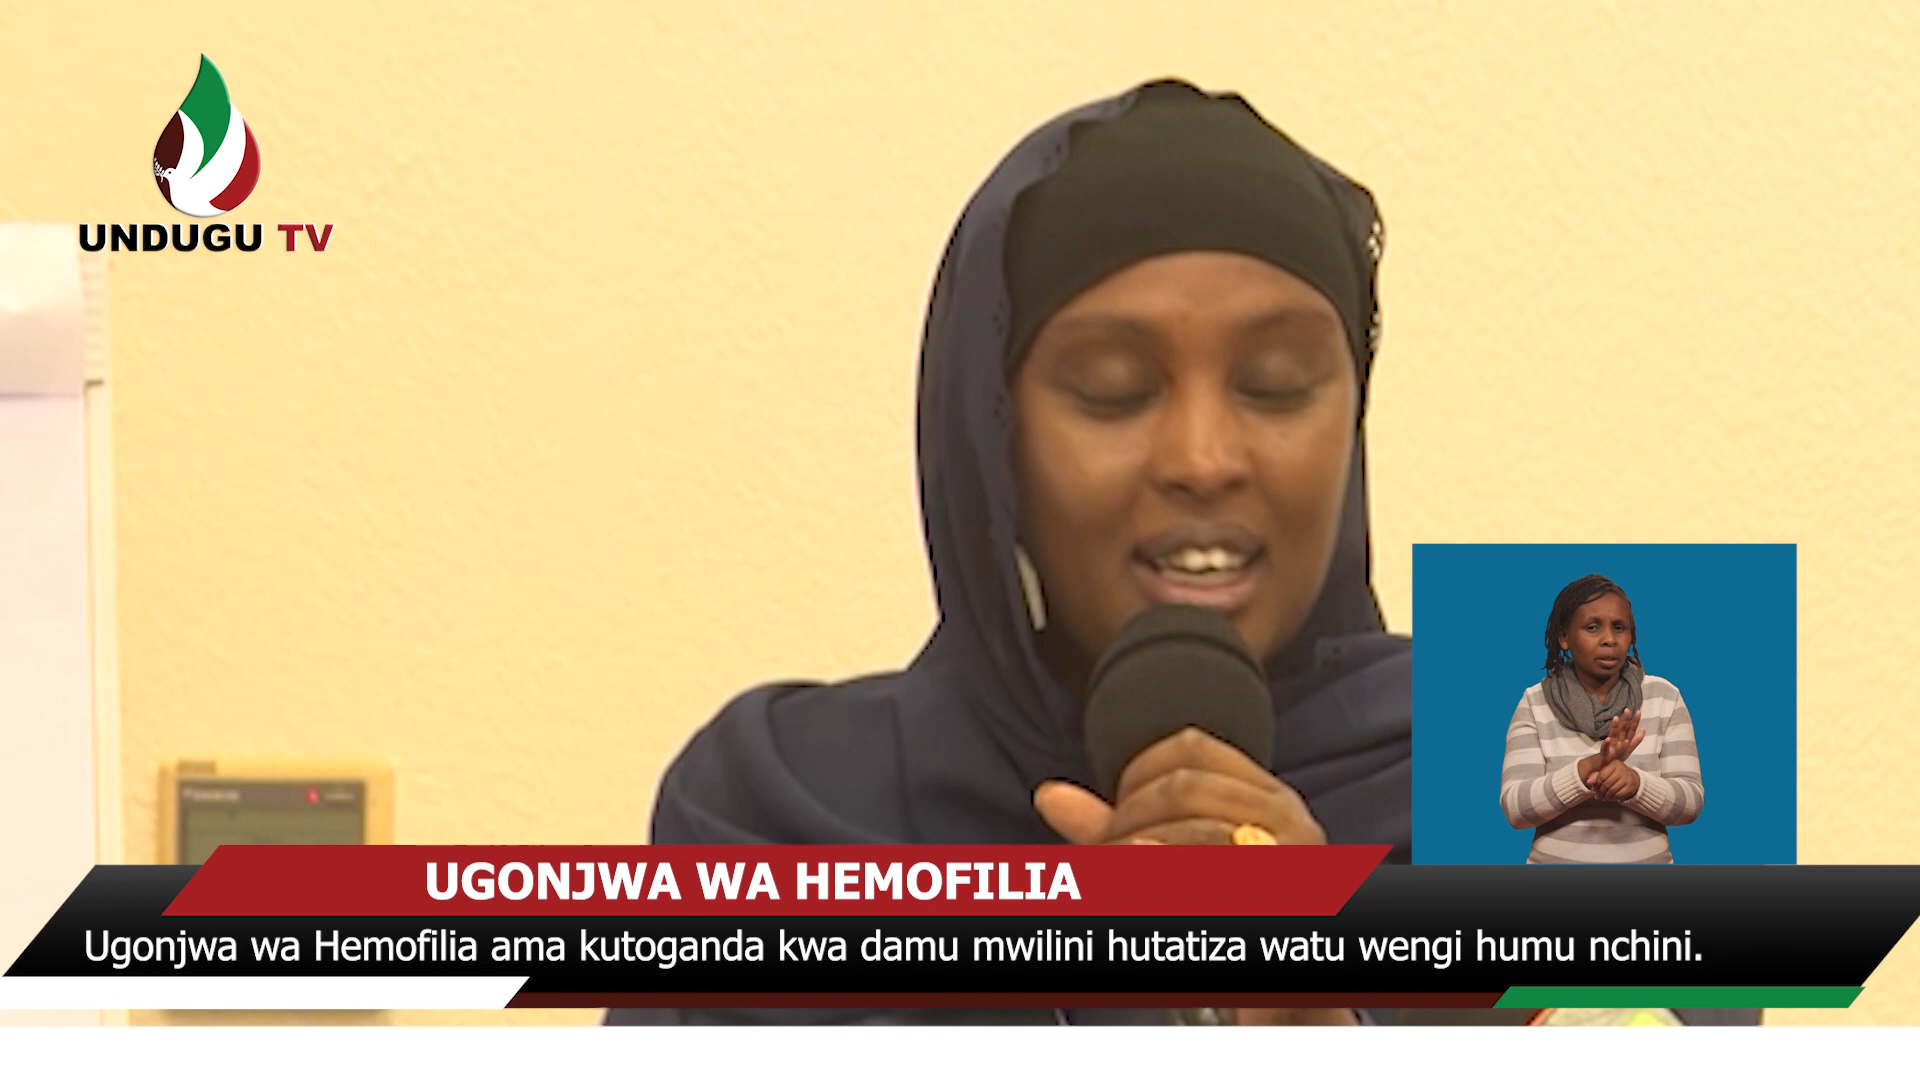 UNDUGU TV
UGONJWA WA HEMOFILIA
Ugonjwa wa Hemofilia ama kutoganda kwa damu mwilini hutatiza watu wengi humu nchini.